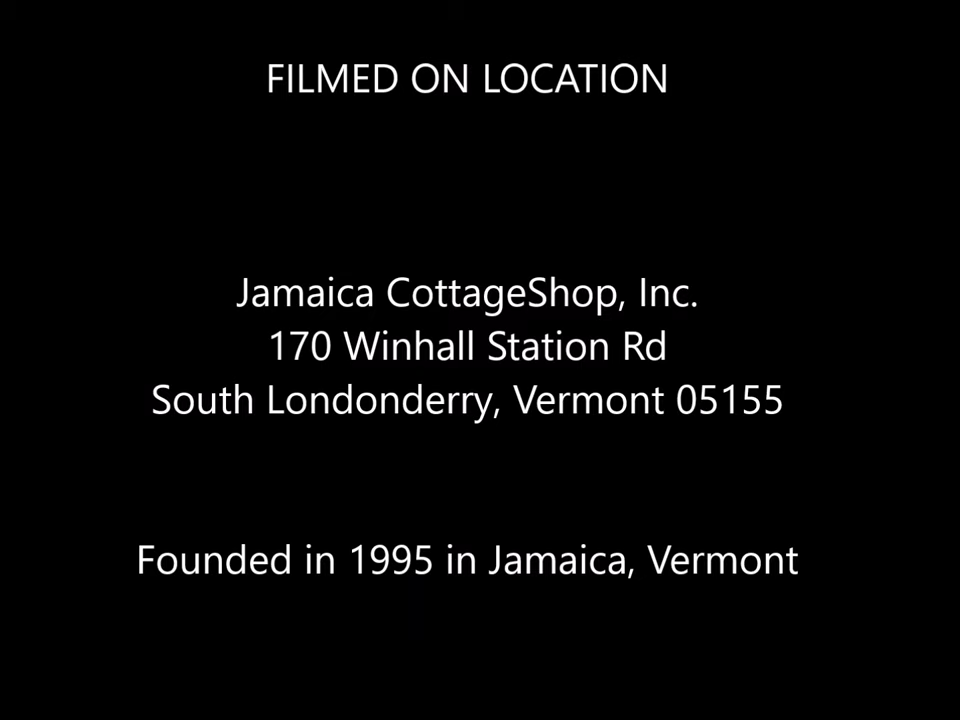 FILMED ON LOCATION
Jamaica CottageShop, Inc.
170 Winhall Station Rd
South Londonderry, Vermont 05155
Founded in 1995 in Jamaica, Vermont